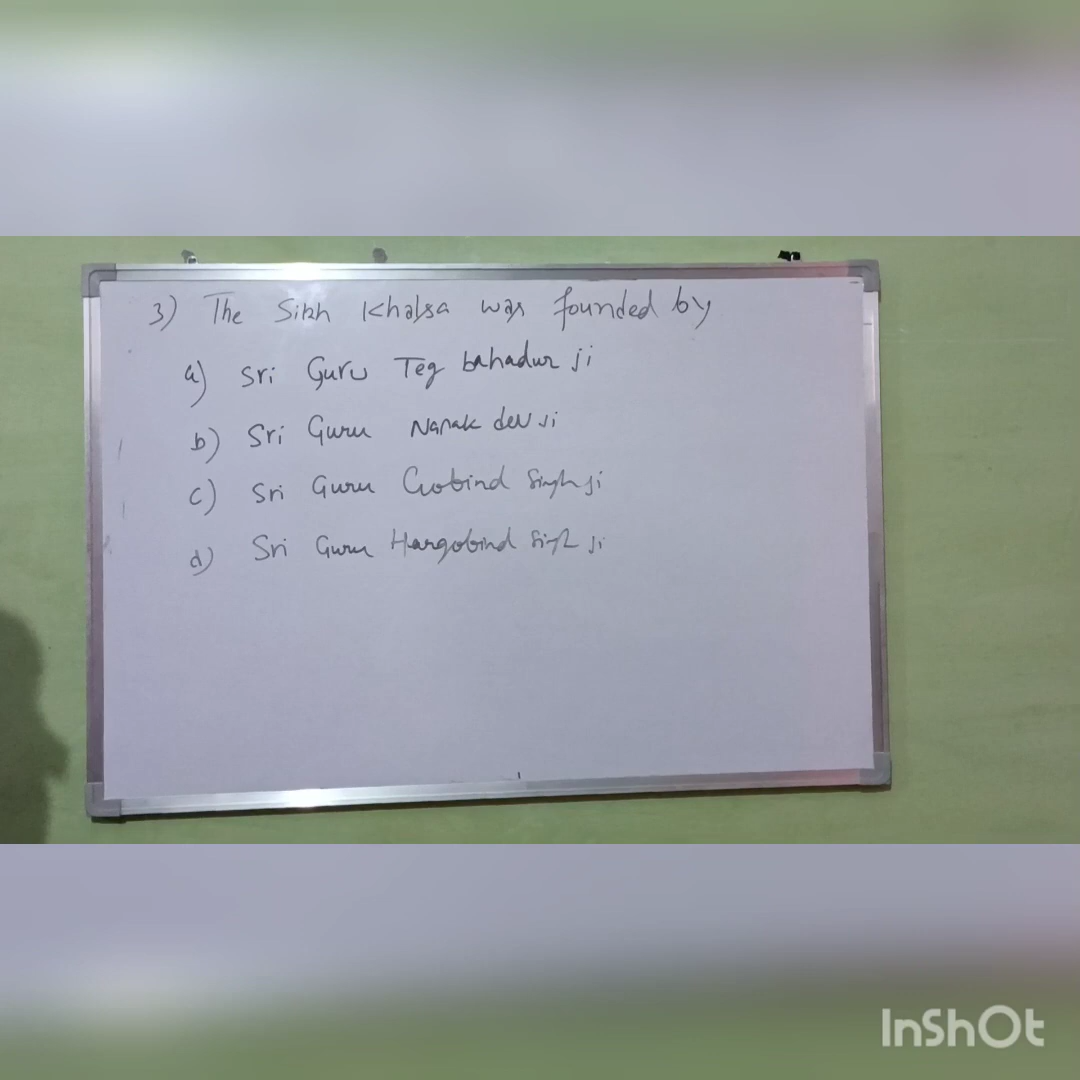 3) The Sikh Khalsa was founded by
a) Sri Guru Teg bahadur ji
b) Sri Guru Nanak dev ji
c) Sri Guru Gobind Singh ji
d) Sri Guru Hargobind Singh ji
InShOt